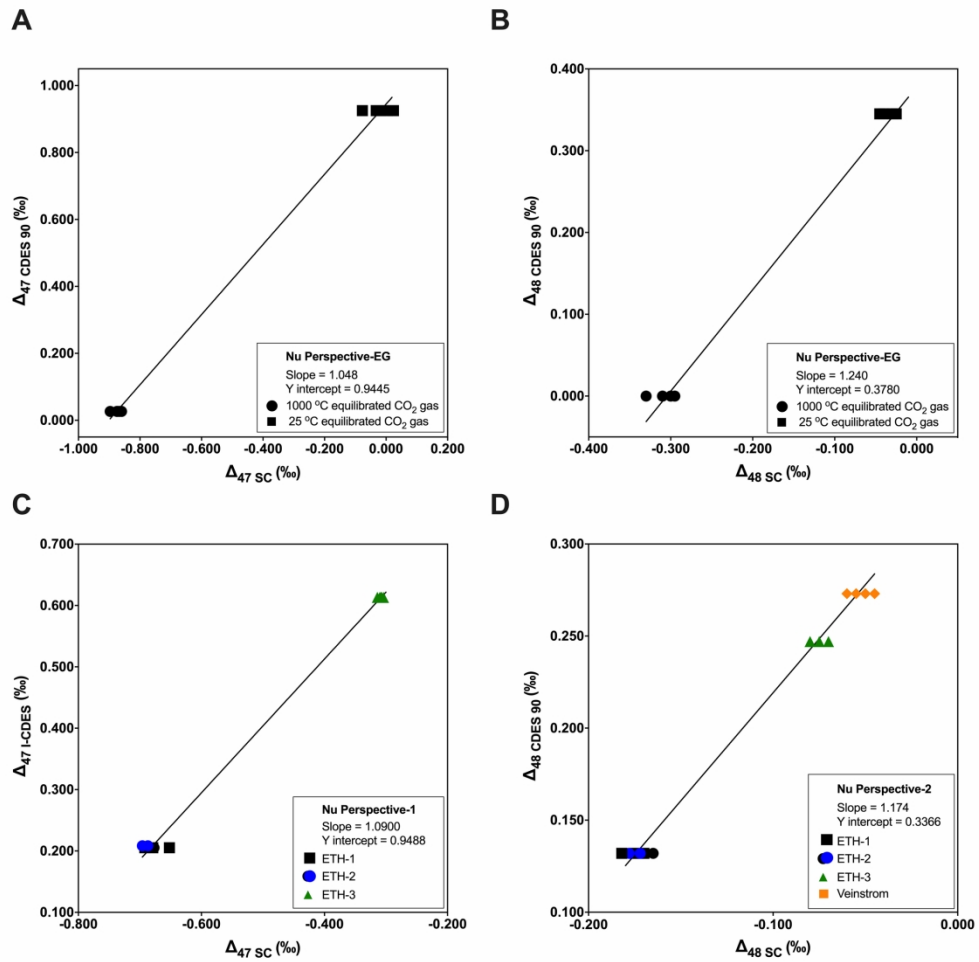 A
Δ47 CDES 90 (‰)
1.000
0.800
0.600
0.400
0.200
0.000
-1.000 -0.800 -0.600 -0.400 -0.200 0.000 0.200
Δ47 SC (‰)
Nu Perspective-EG
Slope = 1.048
Y intercept = 0.9445
1000 °C equilibrated CO2 gas
25 °C equilibrated CO2 gas
B
Δ48 CDES 90 (‰)
0.400
0.300
0.200
0.100
0.000
-0.400 -0.300 -0.200 -0.100 0.000
Δ48 SC (‰)
Nu Perspective-EG
Slope = 1.240
Y intercept = 0.3780
1000 °C equilibrated CO2 gas
25 °C equilibrated CO2 gas
C
Δ47 I-CDES (‰)
0.700
0.600
0.500
0.400
0.300
0.200
0.100
-0.800 -0.600 -0.400 -0.200
Δ47 SC (‰)
Nu Perspective-1
Slope = 1.0900
Y intercept = 0.9488
ETH-1
ETH-2
ETH-3
D
Δ48 CDES 90 (‰)
0.300
0.250
0.200
0.150
0.100
-0.200 -0.100 0.000
Δ48 SC (‰)
Nu Perspective-2
Slope = 1.174
Y intercept = 0.3366
ETH-1
ETH-2
ETH-3
Veinstrom